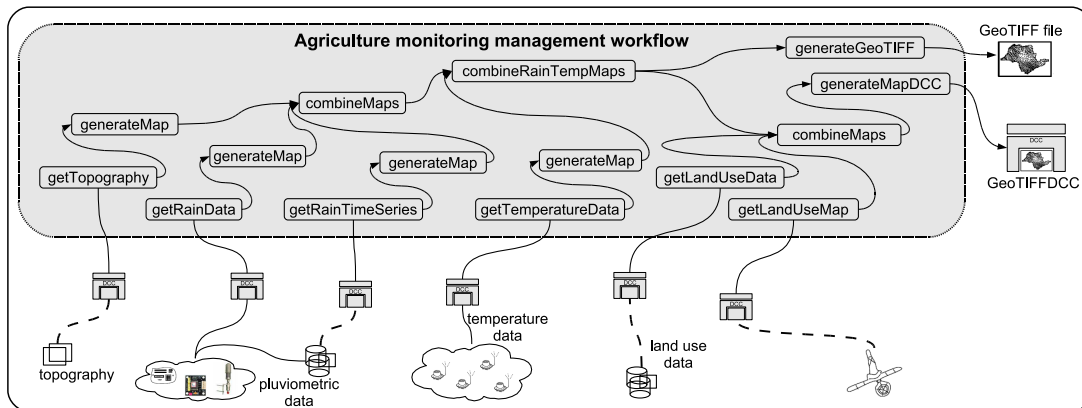 Agriculture monitoring management workflow
generateGeoTIFF
GeoTIFF file
combineRainTempMaps
generateMapDCC
combineMaps
generateMap
combineMaps
DCC
generateMap
generateMap
generateMap
getTopography
getLandUseData
GeoTIFFDCC
getRainData
getRainTimeSeries
getTemperatureData
getLandUseMap
DCC
DCC
DCC
DCC
DCC
DCC
temperature
data
land use
data
topography
pluviometric
data